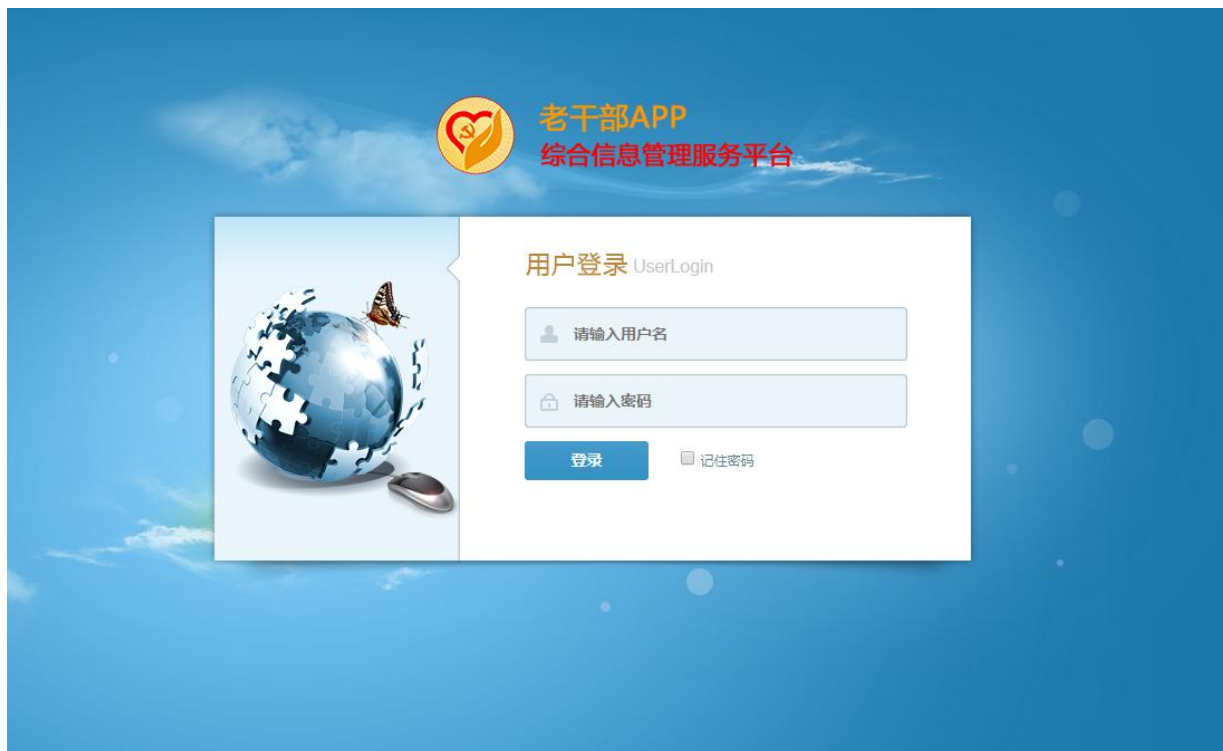 老干部APP
综合信息管理服务平台
用户登录 UserLogin
请输入用户名
请输入密码
登录 记住密码